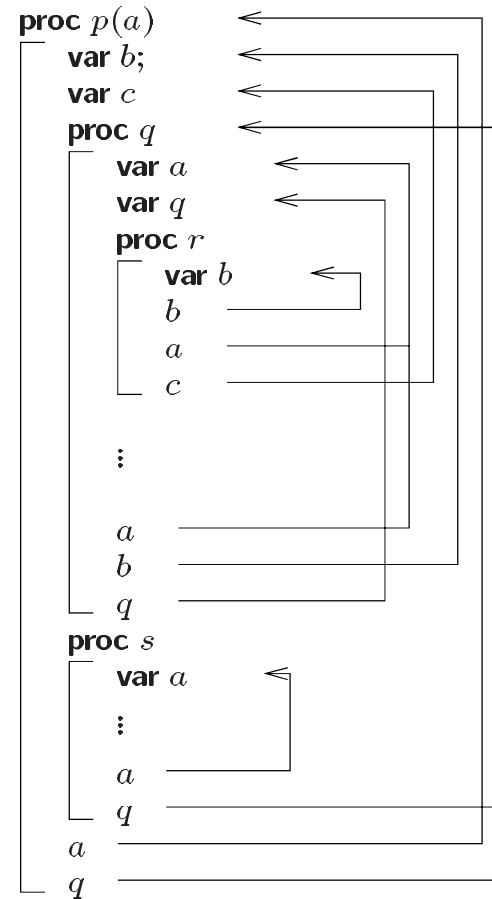 proc p(a)
var b;
var c
proc q
var a
var q
proc r
var b
b
a
c
⋮
a
b
q
proc s
var a
⋮
a
q
a
q